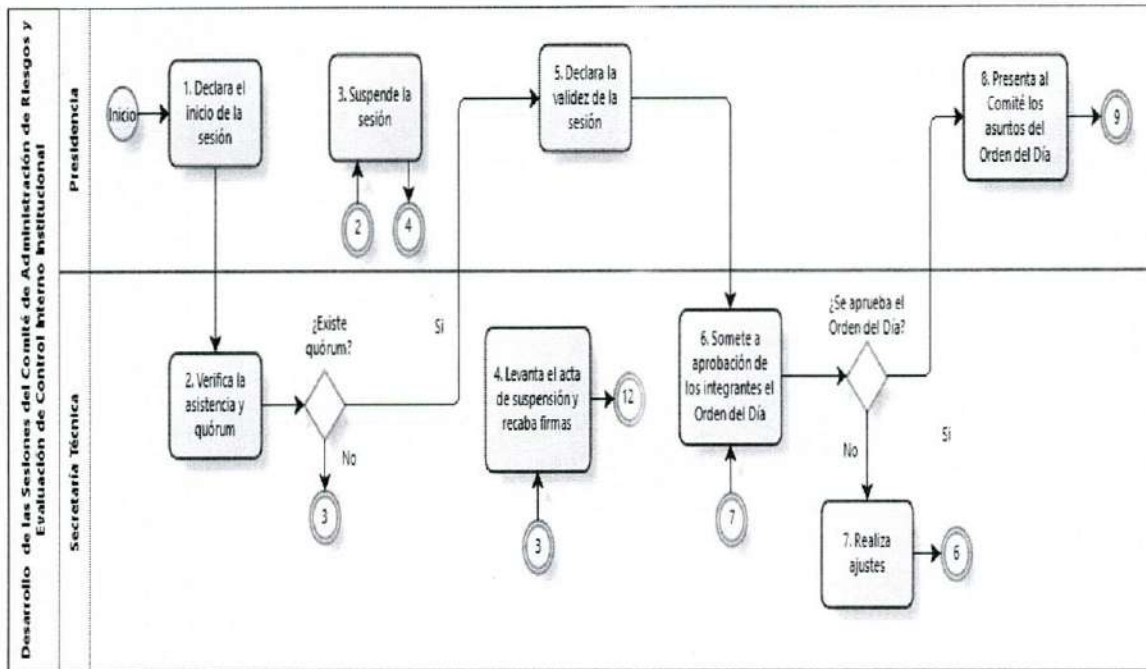 Desarrollo de las Sesiones del Comité de Administración de Riesgos y
Evaluación de Control Interno Institucional
Presidencia
Inicio
1. Declara el
inicio de la
sesión
3. Suspende la
sesión
2
4
5. Declara la
validez de la
sesión
8. Presenta al
Comité los
asuntos del
Orden del Día
9
Secretaría Técnica
2. Verifica la
asistencia y
quórum
¿Existe
quórum?
Sí
No
3
4. Levanta el acta
de suspensión y
recaba firmas
12
3
6. Somete a
aprobación de
los integrantes el
Orden del Día
7
¿Se aprueba el
Orden del Día?
Sí
No
7. Realiza
ajustes
6